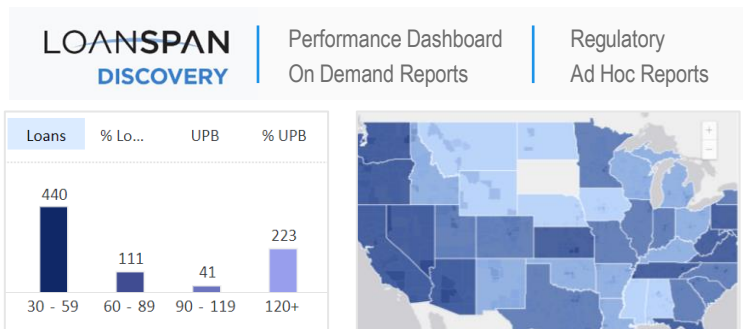 LOANSPAN
DISCOVERY
Performance Dashboard
On Demand Reports
Regulatory
Ad Hoc Reports
Loans % Lo... UPB % UPB
440
111
41
223
30 - 59 60 - 89 90 - 119 120+
+
−